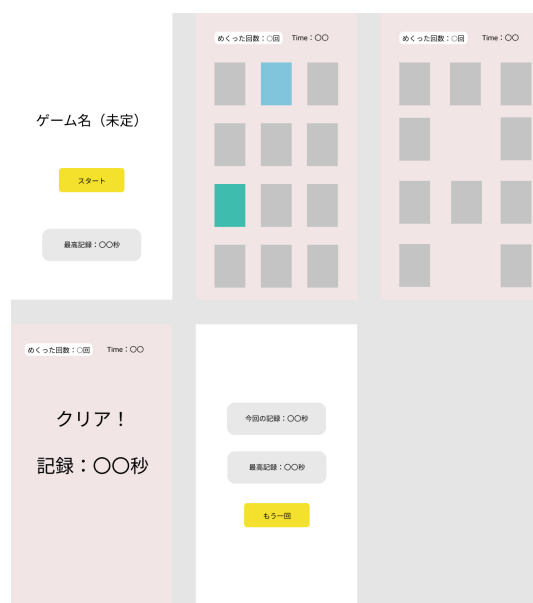 ゲーム名（未定）
スタート
最高記録：〇〇秒
めくった回数：○回 Time：〇〇
めくった回数：○回 Time：〇〇
めくった回数：○回 Time：〇〇
クリア！
記録：〇〇秒
今回の記録：〇〇秒
最高記録：〇〇秒
もう一回